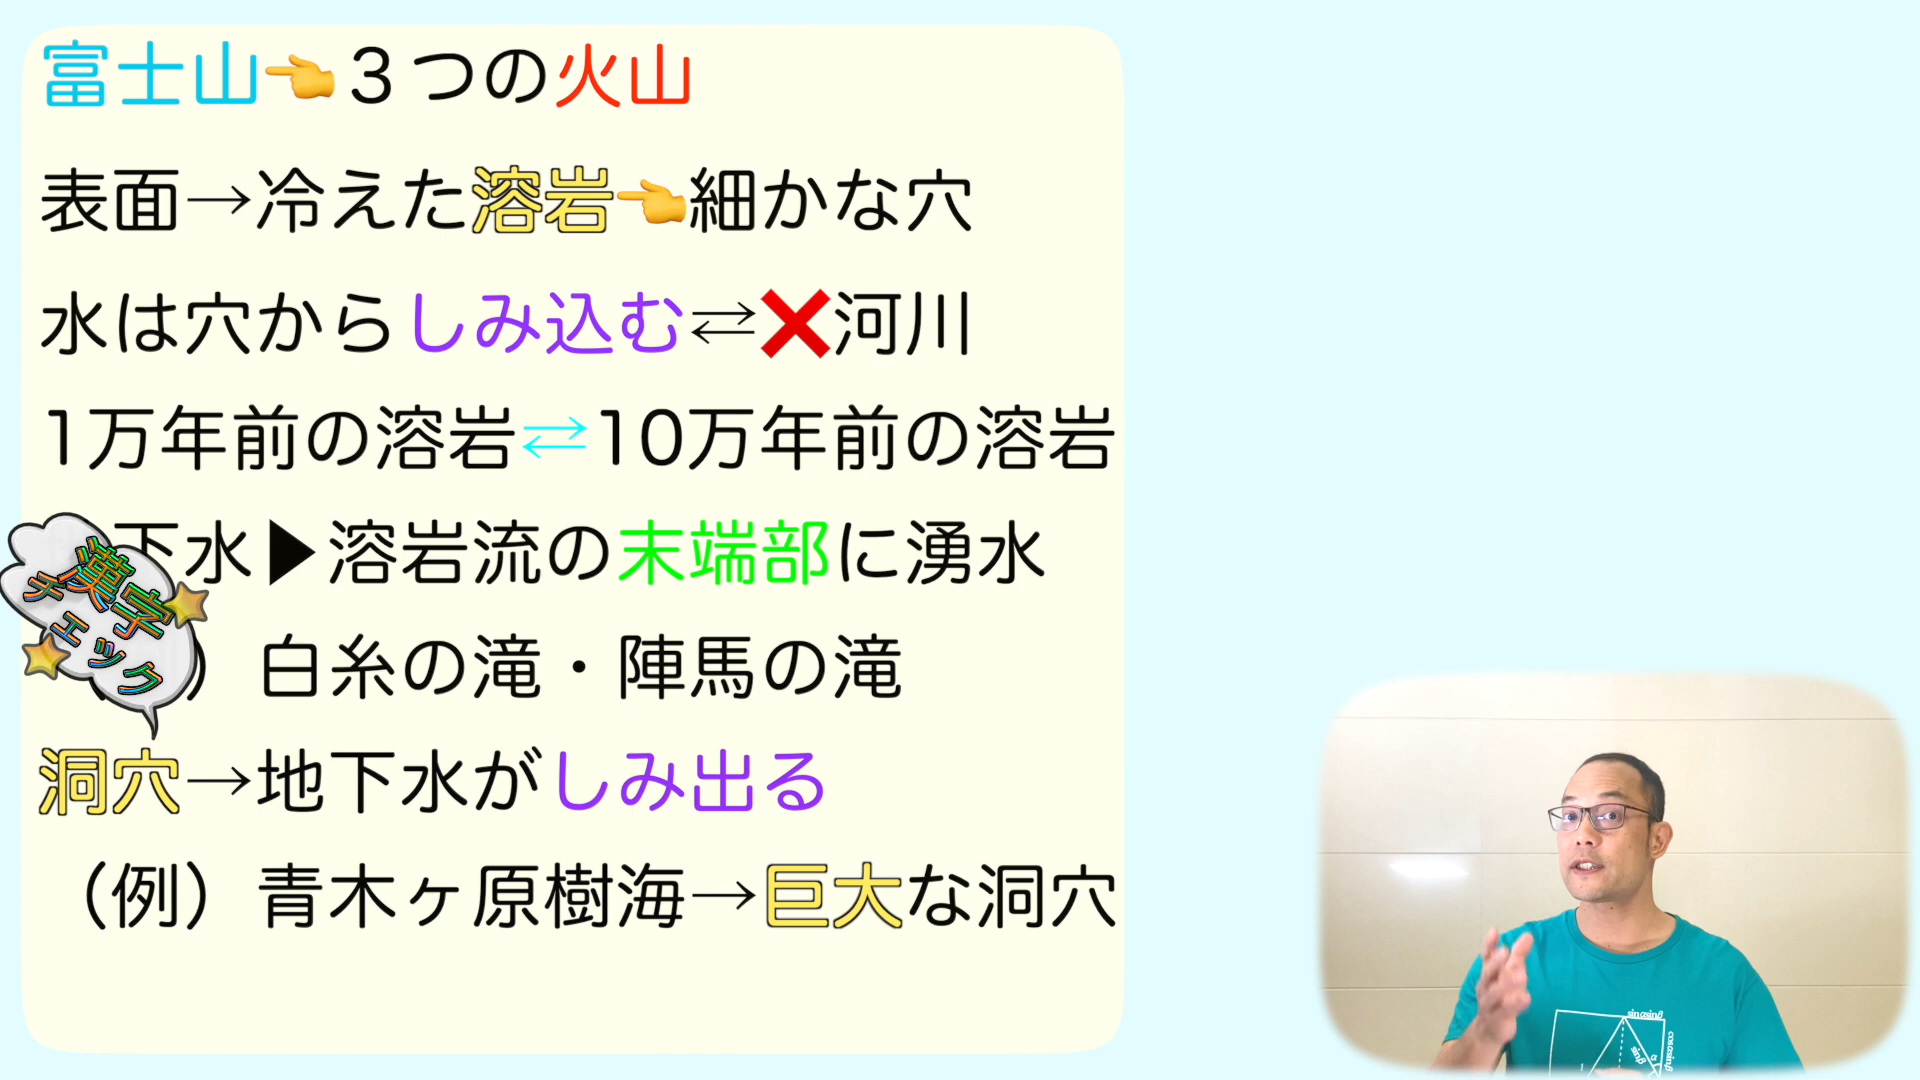 富士山👈３つの火山
表面→冷えた溶岩👈細かな穴
水は穴からしみ込む⇄❌河川
1万年前の溶岩⇄10万年前の溶岩
下水▶溶岩流の末端部に湧水
） 白糸の滝・陣馬の滝
漢字
チェック
洞穴→地下水がしみ出る
（例）青木ヶ原樹海→巨大な洞穴
sinαsinβ
cosαsinβ
sinβ
α